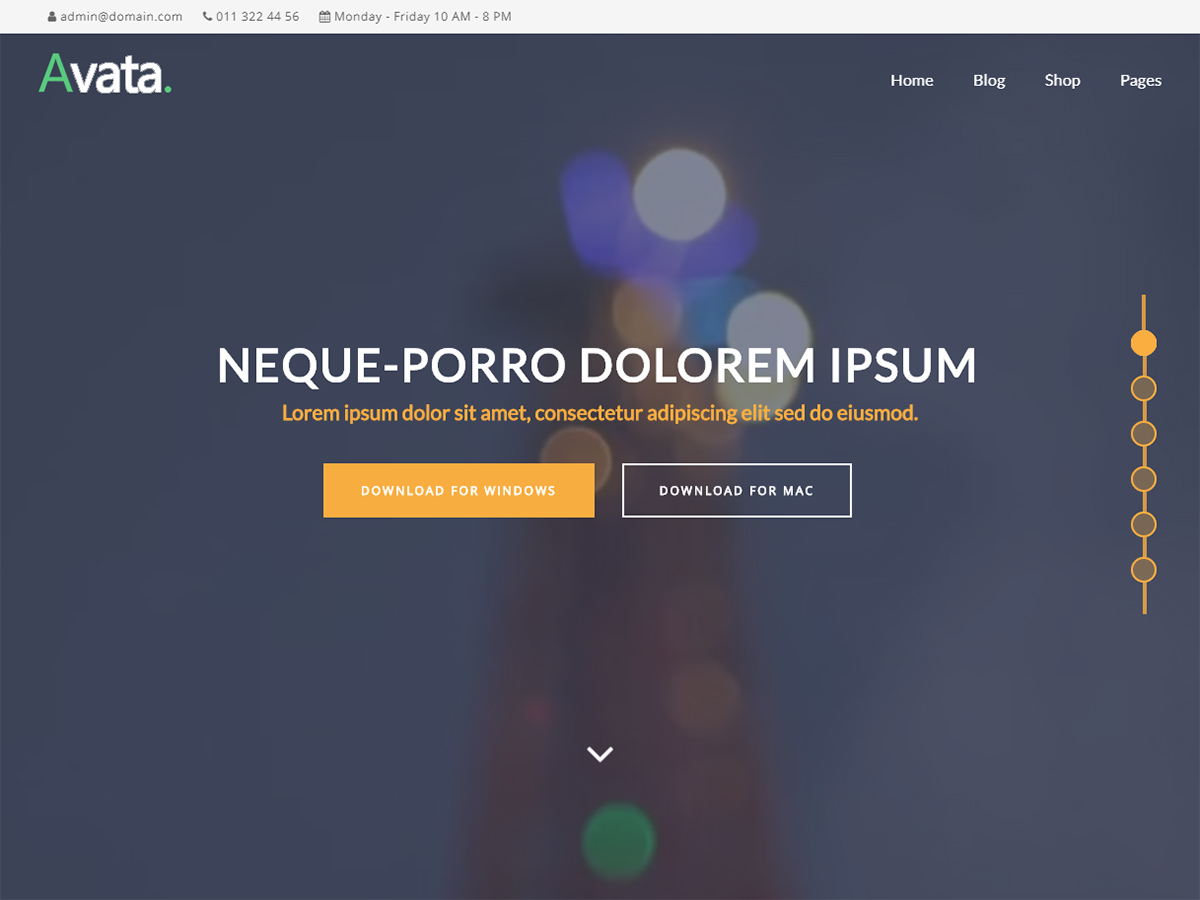 admin@domain.com 011 322 44 56 Monday - Friday 10 AM - 8 PM
Avata.
Home Blog Shop Pages
NEQUE-PORRO DOLOREM IPSUM
Lorem ipsum dolor sit amet, consectetur adipiscing elit sed do eiusmod.
DOWNLOAD FOR WINDOWS DOWNLOAD FOR MAC